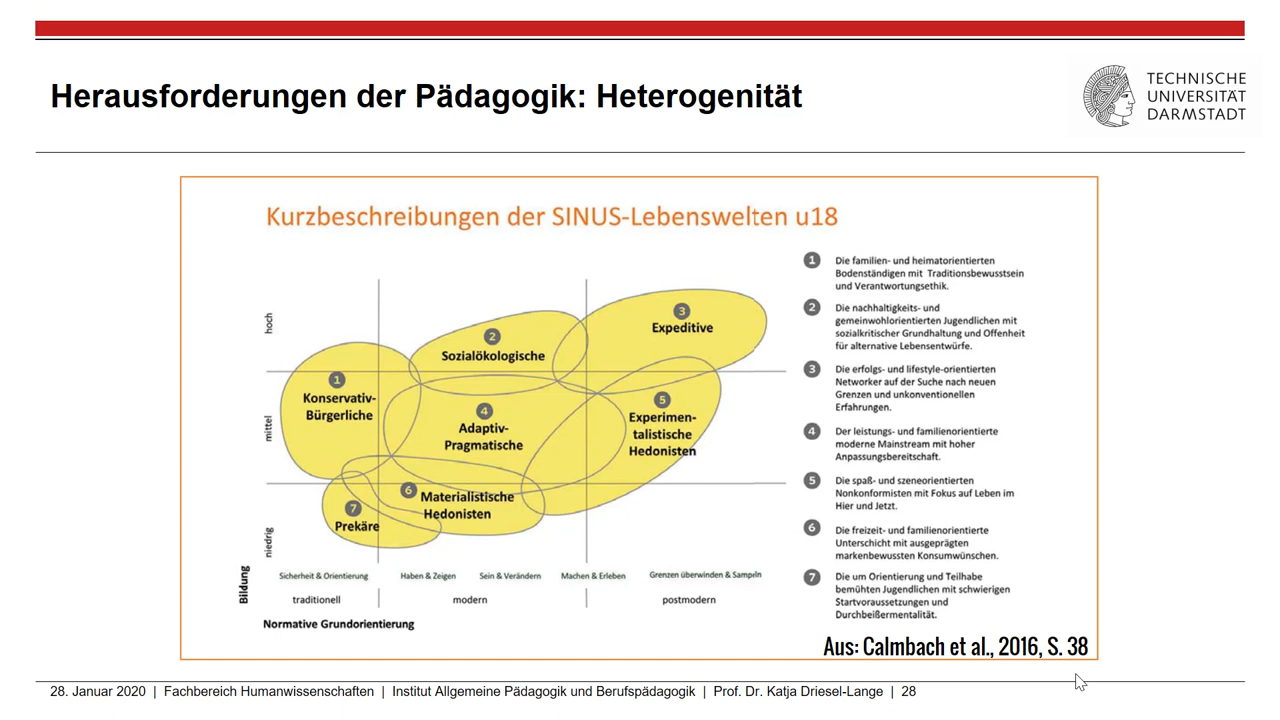 Herausforderungen der Pädagogik: Heterogenität
TECHNISCHE
UNIVERSITÄT
DARMSTADT
Kurzbeschreibungen der SINUS-Lebenswelten u18
hoch
mittel
niedrig
Bildung
1
Konservativ-
Bürgerliche
2
Sozialökologische
3
Expeditive
4
Adaptiv-
Pragmatische
5
Experimen-
talistische
Hedonisten
6
Materialistische
Hedonisten
7
Prekäre
Sicherheit & Orientierung
Haben & Zeigen
Sein & Verändern
Machen & Erleben
Grenzen überwinden & Sampeln
traditionell
modern
postmodern
Normative Grundorientierung
1
Die familien- und heimatorientierten
Bodenständigen mit Traditionsbewusstsein
und Verantwortungsethik.
2
Die nachhaltigkeits- und
gemeinwohlorientierten Jugendlichen mit
sozialkritischer Grundhaltung und Offenheit
für alternative Lebensentwürfe.
3
Die erfolgs- und lifestyle-orientierten
Networker auf der Suche nach neuen
Grenzen und unkonventionellen
Erfahrungen.
4
Der leistungs- und familienorientierte
moderne Mainstream mit hoher
Anpassungsbereitschaft.
5
Die spaß- und szeneorientierten
Nonkonformisten mit Fokus auf Leben im
Hier und Jetzt.
6
Die freizeit- und familienorientierte
Unterschicht mit ausgeprägten
markenbewussten Konsumwünschen.
7
Die um Orientierung und Teilhabe
bemühten Jugendlichen mit schwierigen
Startvoraussetzungen und
Durchbeißermentalität.
Aus: Calmbach et al., 2016, S. 38
28. Januar 2020 | Fachbereich Humanwissenschaften | Institut Allgemeine Pädagogik und Berufspädagogik | Prof. Dr. Katja Driesel-Lange | 28